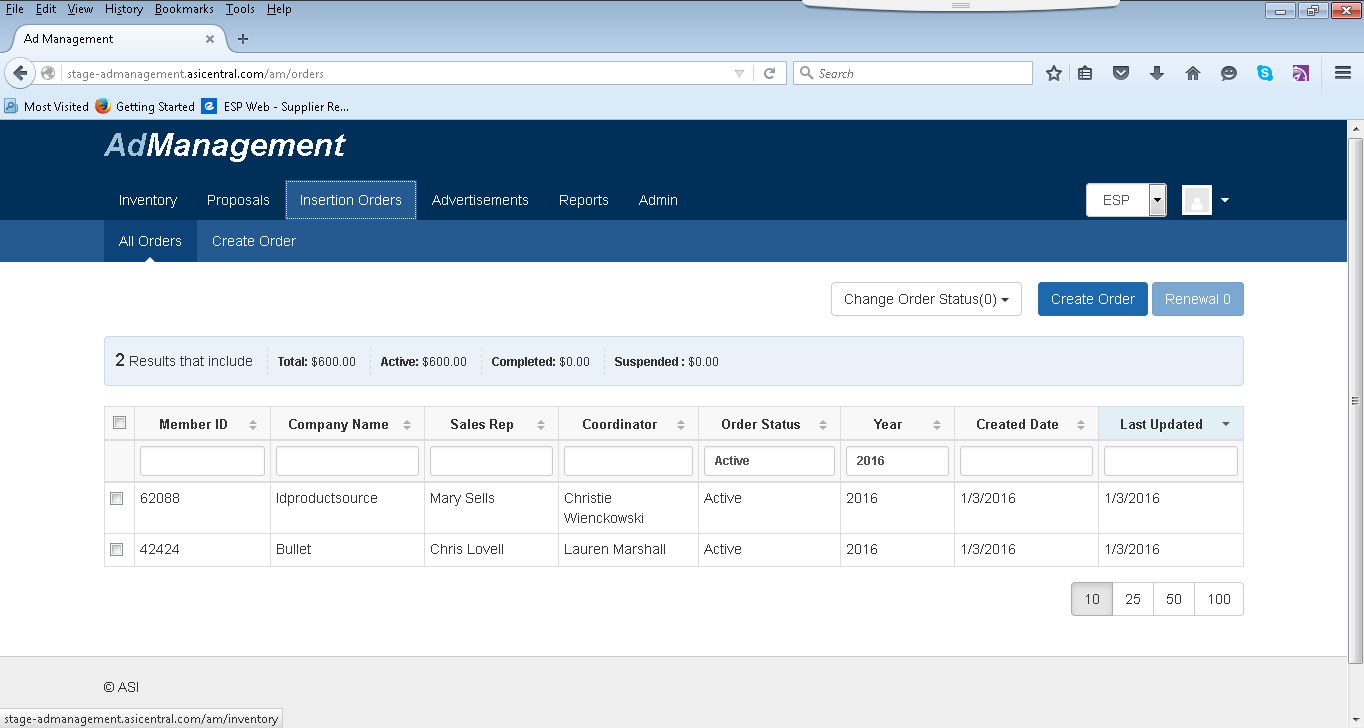 File Edit View History Bookmarks Tools Help
Ad Management
stage-admanagement.asicentral.com/am/orders
Search
Most Visited Getting Started ESP Web - Supplier Re...
AdManagement
Inventory Proposals Insertion Orders Advertisements Reports Admin ESP
All Orders Create Order
Change Order Status(0) Create Order Renewal 0
2 Results that include Total: $600.00 Active: $600.00 Completed: $0.00 Suspended : $0.00
Member ID Company Name Sales Rep Coordinator Order Status Year Created Date Last Updated
Active 2016
62088 Idproductsource Mary Sells Christie Active 2016 1/3/2016 1/3/2016
Wienckowski
42424 Bullet Chris Lovell Lauren Marshall Active 2016 1/3/2016 1/3/2016
10 25 50 100
© ASI
stage-admanagement.asicentral.com/am/inventory